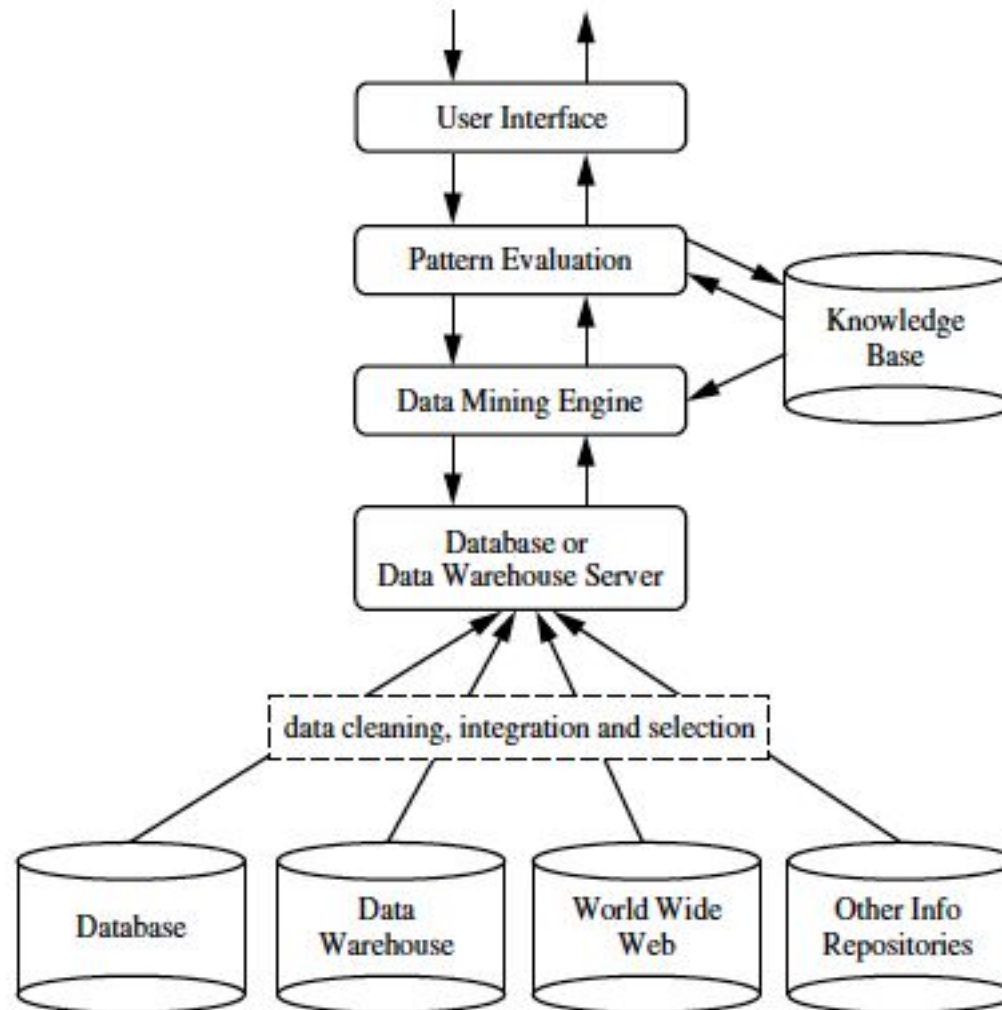 User Interface
Pattern Evaluation
Knowledge
Base
Data Mining Engine
Database or
Data Warehouse Server
data cleaning, integration and selection
Database
Data
Warehouse
World Wide
Web
Other Info
Repositories